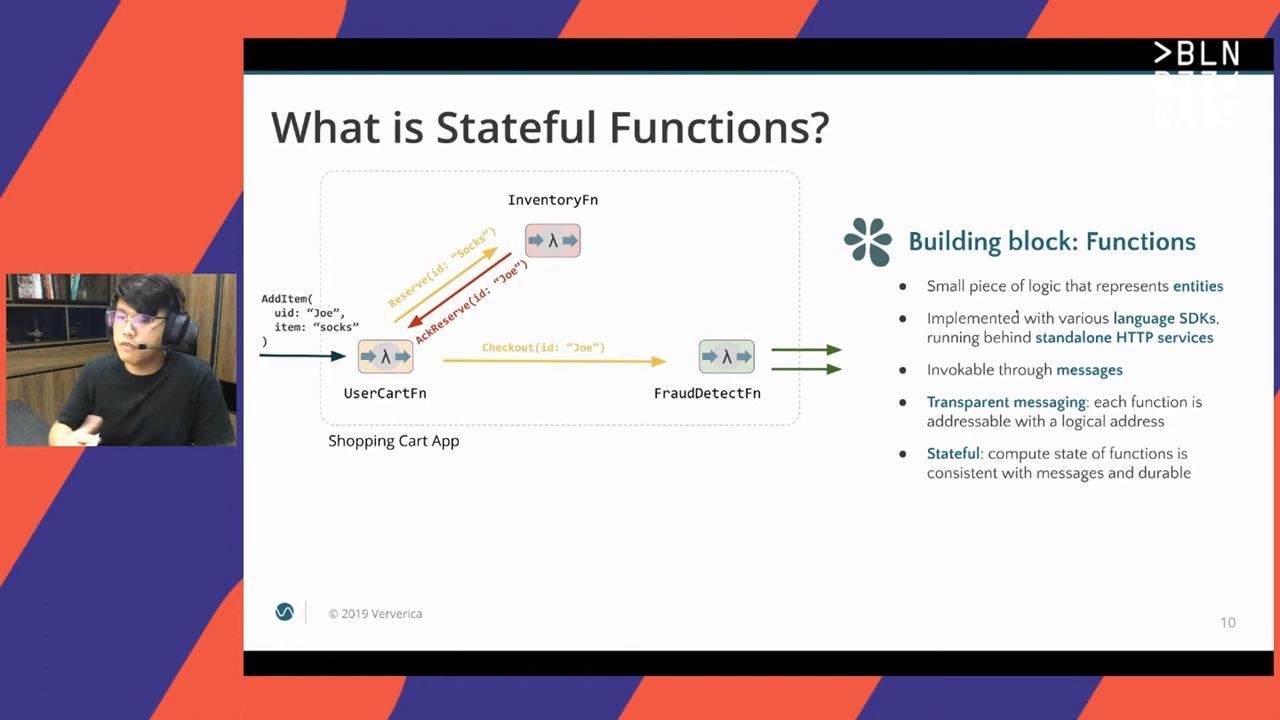 >BLN
What is Stateful Functions?
InventoryFn
Reserve(id: “Socks”)
AckReserve(id: “Joe”)
AddItem(
uid: “Joe”,
item: “socks”
)
Checkout(id: “Joe”)
UserCartFn
FraudDetectFn
Shopping Cart App
Building block: Functions
● Small piece of logic that represents entities
● Implemented with various language SDKs,
running behind standalone HTTP services
● Invokable through messages
● Transparent messaging: each function is
addressable with a logical address
● Stateful: compute state of functions is
consistent with messages and durable
© 2019 Ververica
10